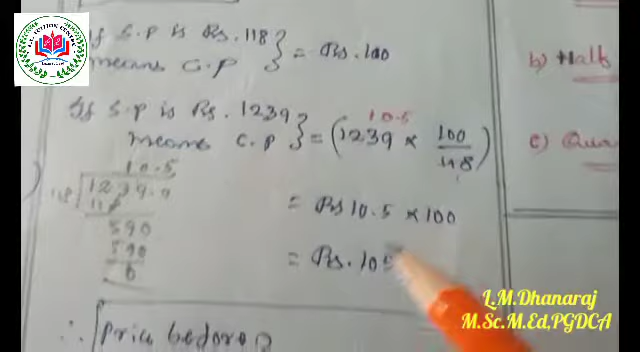 If S.P is Rs. 118
means C.P } = Rs. 100
b) Half
If S.P is Rs. 1239
means C.P } = (1239 × 100/118)
10.5
c) Qua
10.5
118 1239.0
118
590
590
0
= Rs 10.5 × 100
= Rs. 105
∴ Price before
L.M.Dhanaraj
M.Sc.M.Ed,PGDCA